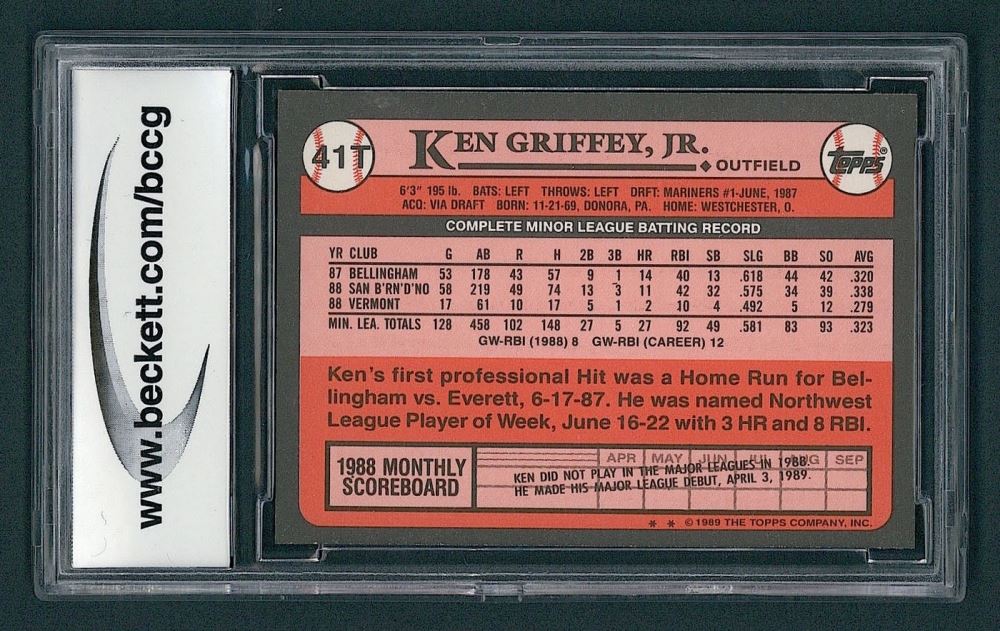 www.beckett.com/bccg
41T
KEN GRIFFEY, JR.
◆ OUTFIELD
Topps®
6'3" 195 lb. BATS: LEFT THROWS: LEFT DRFT: MARINERS #1-JUNE, 1987
ACQ: VIA DRAFT BORN: 11-21-69, DONORA, PA. HOME: WESTCHESTER, O.
COMPLETE MINOR LEAGUE BATTING RECORD
YR CLUB G AB R H 2B 3B HR RBI SB SLG BB SO AVG
87 BELLINGHAM 53 178 43 57 9 1 14 40 13 .618 44 42 .320
88 SAN B'RN'D'NO 58 219 49 74 13 3 11 42 32 .575 34 39 .338
88 VERMONT 17 61 10 17 5 1 2 10 4 .492 5 12 .279
MIN. LEA. TOTALS 128 458 102 148 27 5 27 92 49 .581 83 93 .323
GW-RBI (1988) 8 GW-RBI (CAREER) 12
Ken's first professional Hit was a Home Run for Bel-
lingham vs. Everett, 6-17-87. He was named Northwest
League Player of Week, June 16-22 with 3 HR and 8 RBI.
1988 MONTHLY
SCOREBOARD
APR MAY JUN JUL AUG SEP
KEN DID NOT PLAY IN THE MAJOR LEAGUES IN 1988.
HE MADE HIS MAJOR LEAGUE DEBUT, APRIL 3, 1989.
* * © 1989 THE TOPPS COMPANY, INC.